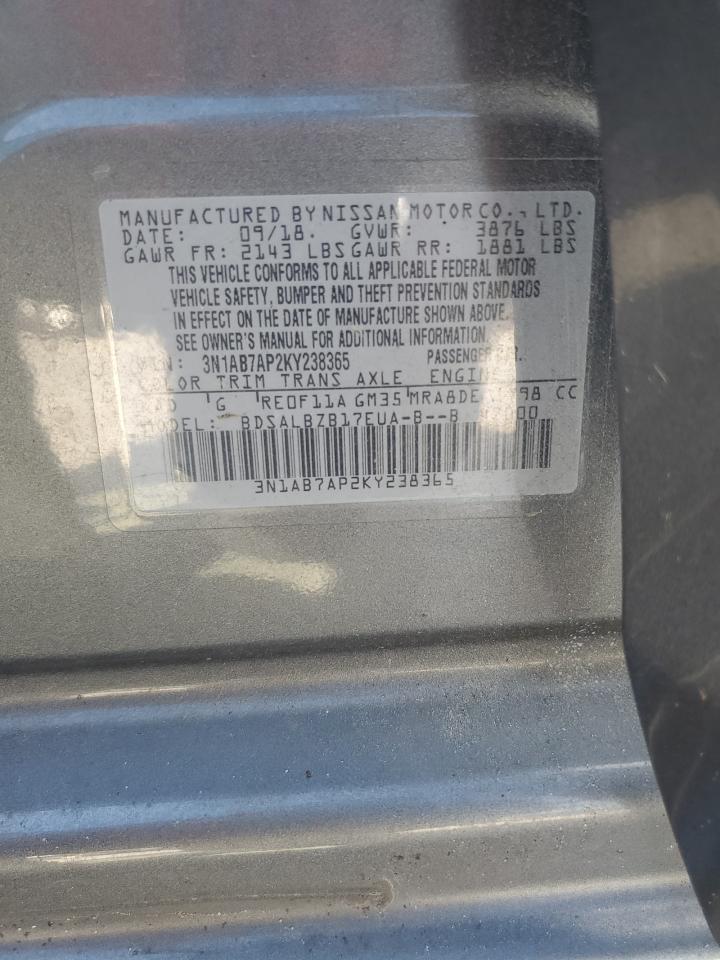 MANUFACTURED BY NISSAN MOTOR CO., LTD.
DATE: 09/18. GVWR: 3876 LBS
GAWR FR: 2143 LBS GAWR RR: 1881 LBS
THIS VEHICLE CONFORMS TO ALL APPLICABLE FEDERAL MOTOR
VEHICLE SAFETY, BUMPER AND THEFT PREVENTION STANDARDS
IN EFFECT ON THE DATE OF MANUFACTURE SHOWN ABOVE.
SEE OWNER'S MANUAL FOR ADDITIONAL INFORMATION.
VIN: 3N1AB7AP2KY238365 PASSENGER
COLOR TRIM TRANS AXLE ENGINE
G RE0F11A GM35 MRA8DE CC
MODEL: BDSALBZB17EUA-B--B
3N1AB7AP2KY238365